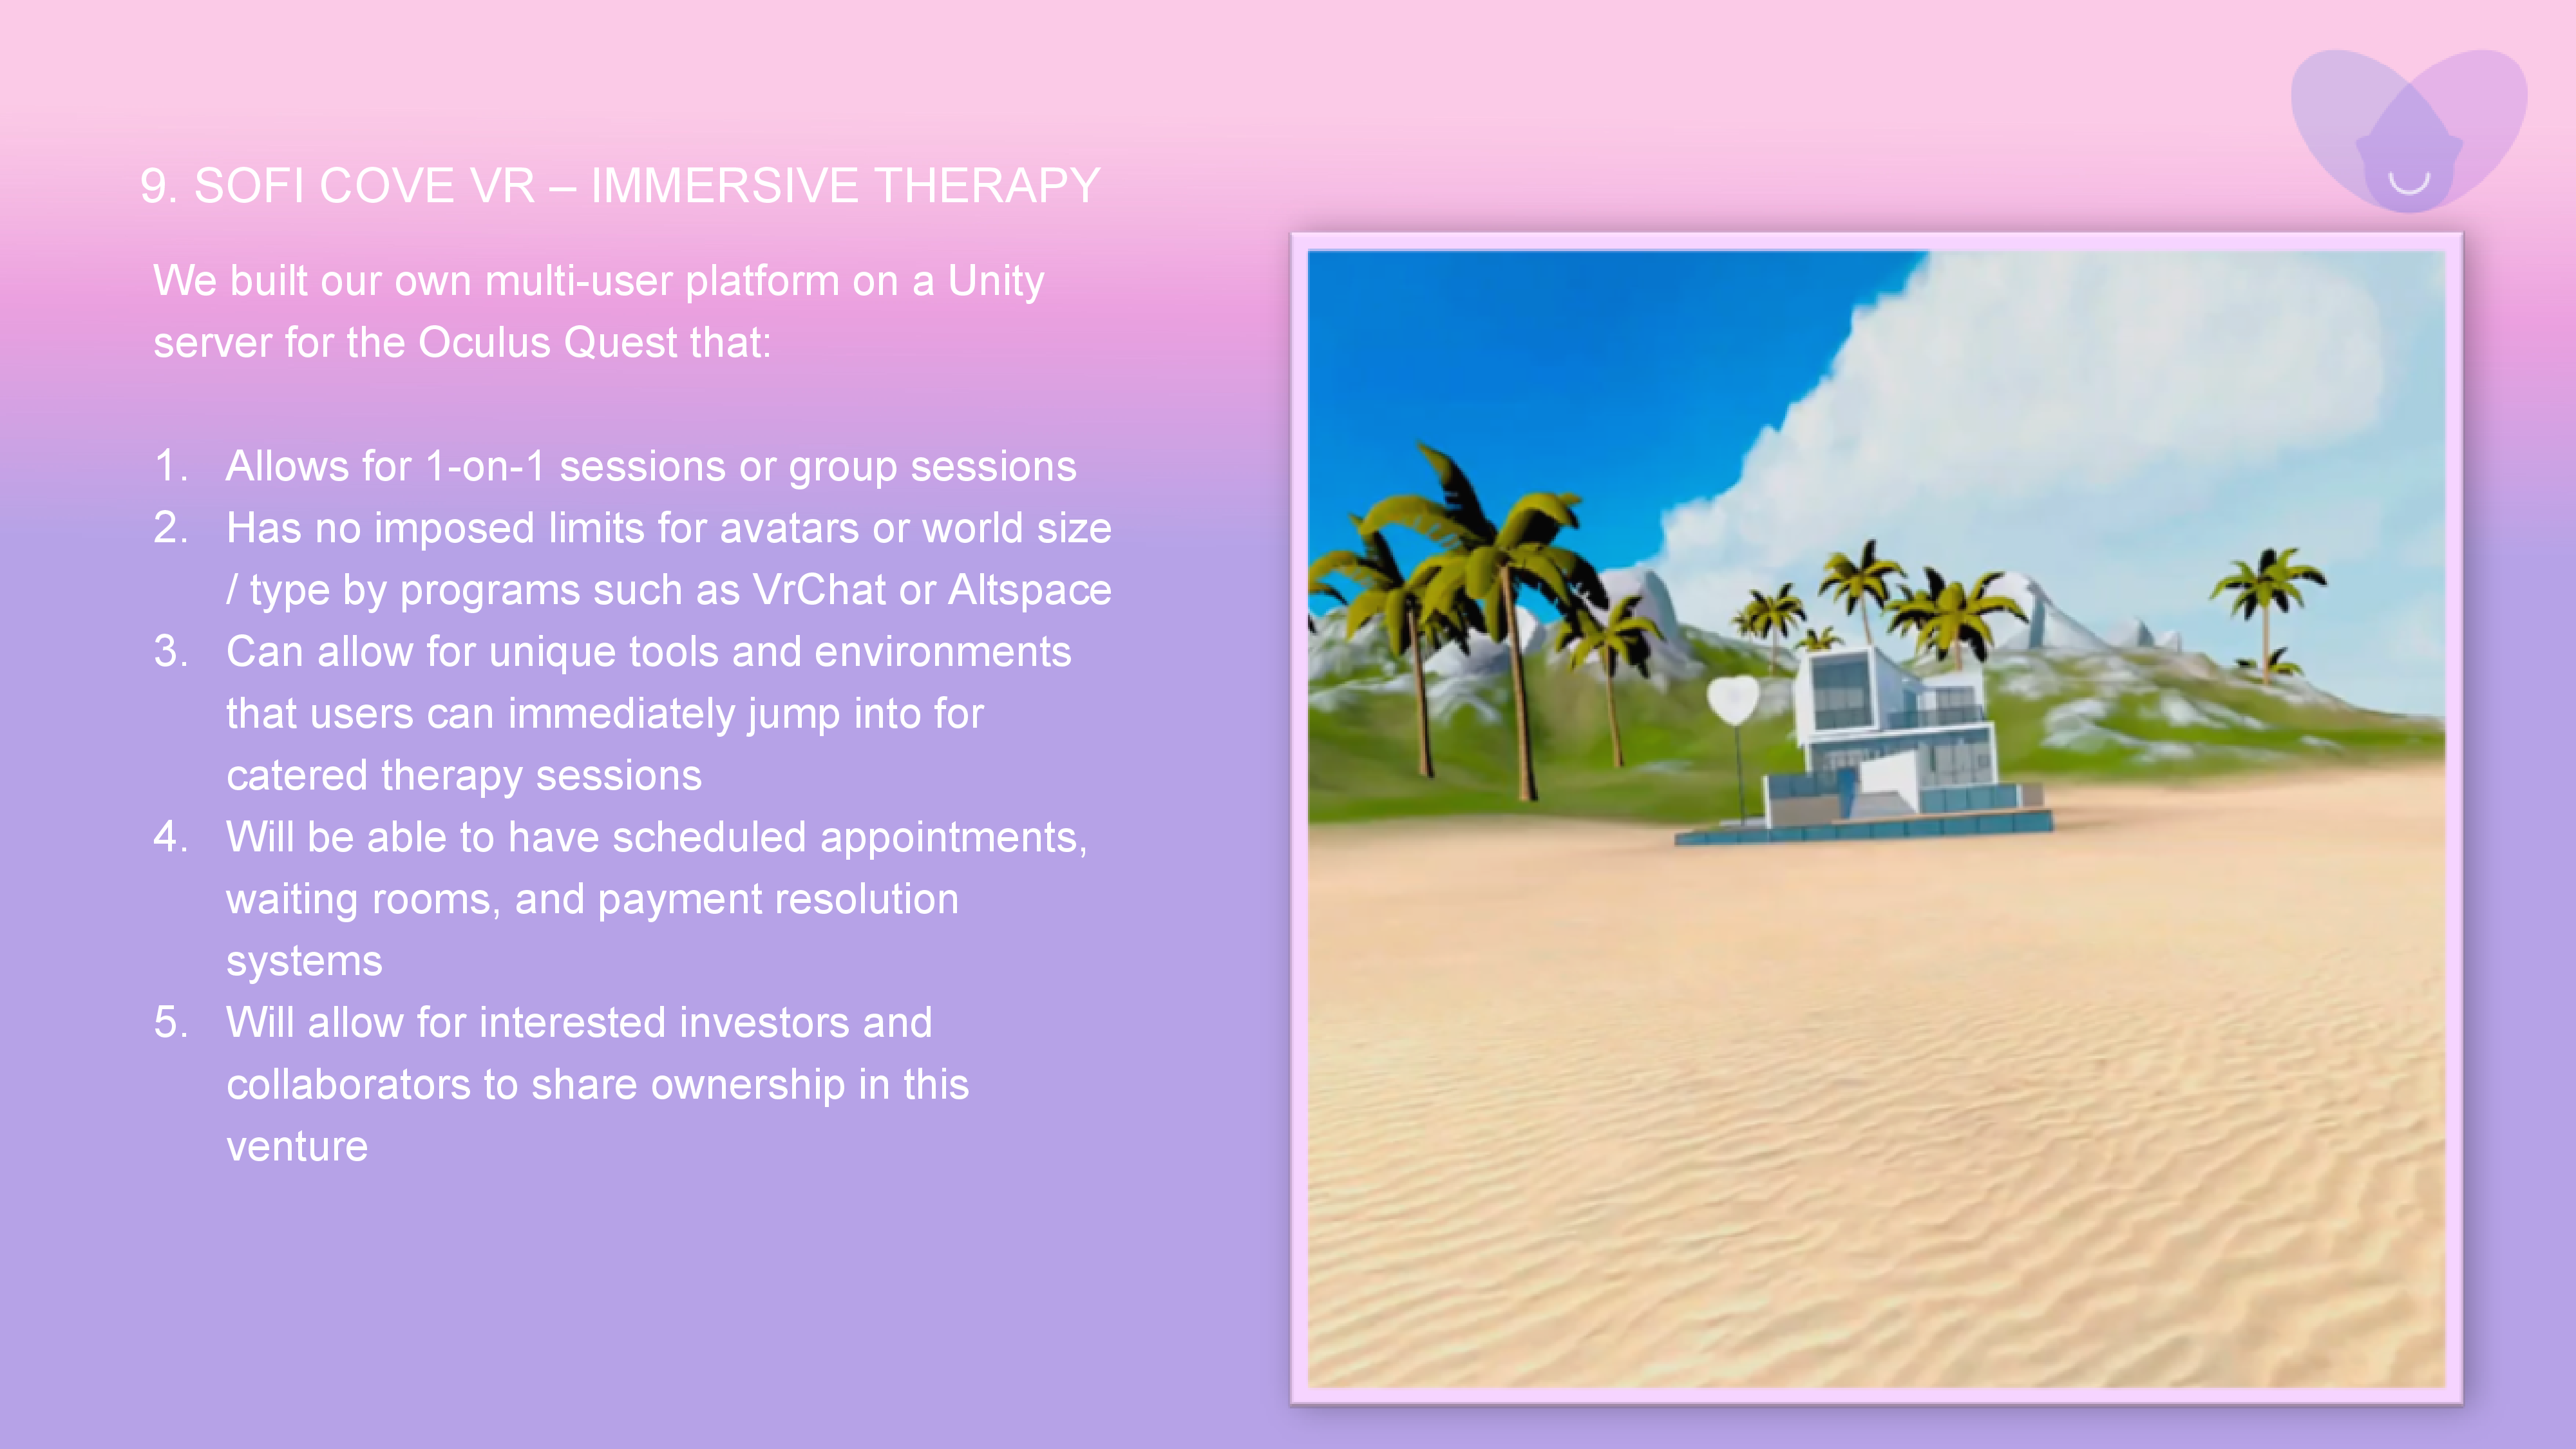 9. SOFI COVE VR – IMMERSIVE THERAPY
We built our own multi-user platform on a Unity
server for the Oculus Quest that:
1. Allows for 1-on-1 sessions or group sessions
2. Has no imposed limits for avatars or world size
/ type by programs such as VrChat or Altspace
3. Can allow for unique tools and environments
that users can immediately jump into for
catered therapy sessions
4. Will be able to have scheduled appointments,
waiting rooms, and payment resolution
systems
5. Will allow for interested investors and
collaborators to share ownership in this
venture